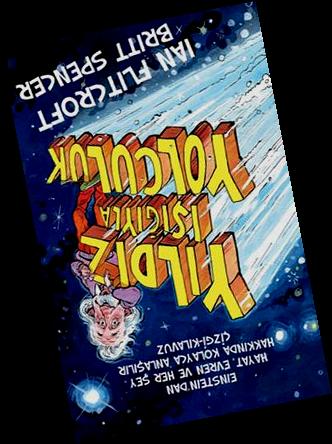 EINSTEIN'DAN
HAYAT, EVREN VE HER ŞEY
HAKKINDA KOLAYCA ANLAŞILIR
ÇİZGİ-KILAVUZ
YILDIZ
IŞIĞIYLA
YOLCULUK
IAN FLITCROFT
BRITT SPENCER